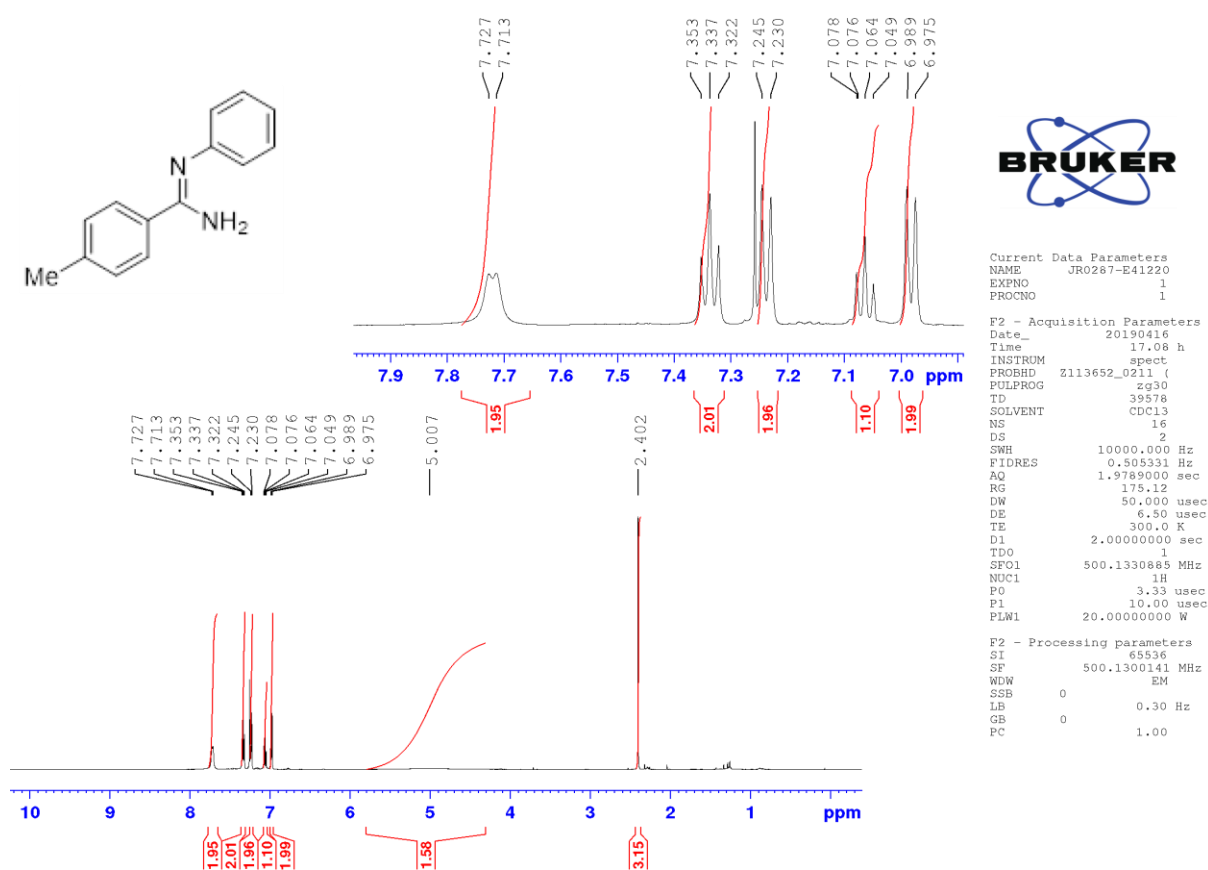 7.727
7.713
7.353
7.337
7.322
7.245
7.230
7.078
7.076
7.064
7.049
6.989
6.975
N
NH2
Me
7.9 7.8 7.7 7.6 7.5 7.4 7.3 7.2 7.1 7.0 ppm
1.95
2.01
1.96
1.10
1.99
7.727
7.713
7.353
7.337
7.322
7.245
7.230
7.078
7.076
7.064
7.049
6.989
6.975
5.007
2.402
10 9 8 7 6 5 4 3 2 1 ppm
1.95
2.01
1.96
1.10
1.99
1.58
3.15
BRUKER
Current Data Parameters
NAME JR0287-E41220
EXPNO 1
PROCNO 1
F2 - Acquisition Parameters
Date_ 20190416
Time 17.08 h
INSTRUM spect
PROBHD Z113652_0211 (
PULPROG zg30
TD 39578
SOLVENT CDCl3
NS 16
DS 2
SWH 10000.000 Hz
FIDRES 0.505331 Hz
AQ 1.9789000 sec
RG 175.12
DW 50.000 usec
DE 6.50 usec
TE 300.0 K
D1 2.00000000 sec
TD0 1
SFO1 500.1330885 MHz
NUC1 1H
P0 3.33 usec
P1 10.00 usec
PLW1 20.00000000 W
F2 - Processing parameters
SI 65536
SF 500.1300141 MHz
WDW EM
SSB 0
LB 0.30 Hz
GB 0
PC 1.00